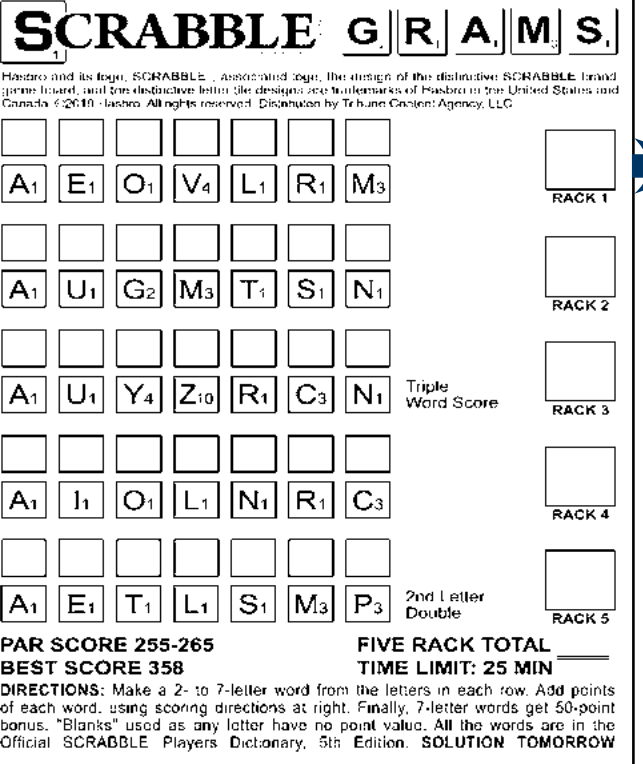 SCRABBLE GRAMS
Hasbro and its logo, SCRABBLE , associated logo, the design of the distinctive SCRABBLE brand
game board, and the distinctive letter tile designs are trademarks of Hasbro in the United States and
Canada. ©2018 Hasbro. All rights reserved. Distributed by Tribune Content Agency, LLC
A1 E1 O1 V4 L1 R1 M3
RACK 1
A1 U1 G2 M3 T1 S1 N1
RACK 2
A1 U1 Y4 Z10 R1 C3 N1
Triple
Word Score
RACK 3
A1 I1 O1 L1 N1 R1 C3
RACK 4
A1 E1 T1 L1 S1 M3 P3
2nd Letter
Double
RACK 5
PAR SCORE 255-265
BEST SCORE 358
FIVE RACK TOTAL
TIME LIMIT: 25 MIN
DIRECTIONS: Make a 2- to 7-letter word from the letters in each row. Add points
of each word, using scoring directions at right. Finally, 7-letter words get 50-point
bonus. "Blanks" used as any letter have no point value. All the words are in the
Official SCRABBLE Players Dictionary, 5th Edition. SOLUTION TOMORROW